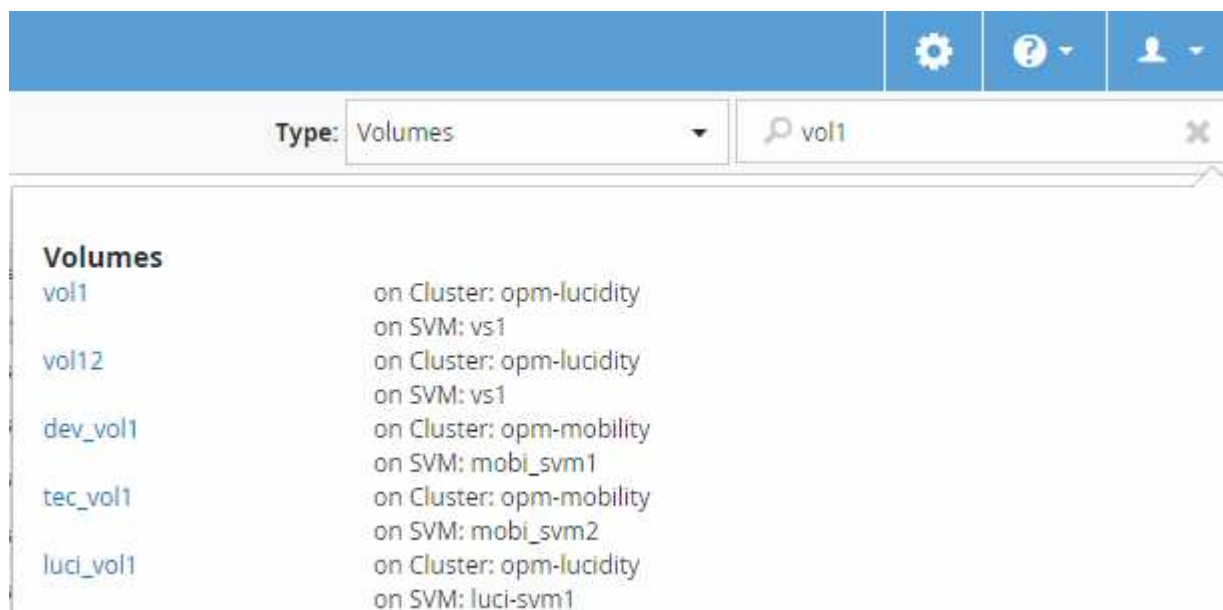 Type: Volumes vol1
Volumes
vol1 on Cluster: opm-lucidity
on SVM: vs1
vol12 on Cluster: opm-lucidity
on SVM: vs1
dev_vol1 on Cluster: opm-mobility
on SVM: mobi_svm1
tec_vol1 on Cluster: opm-mobility
on SVM: mobi_svm2
luci_vol1 on Cluster: opm-lucidity
on SVM: luci-svm1